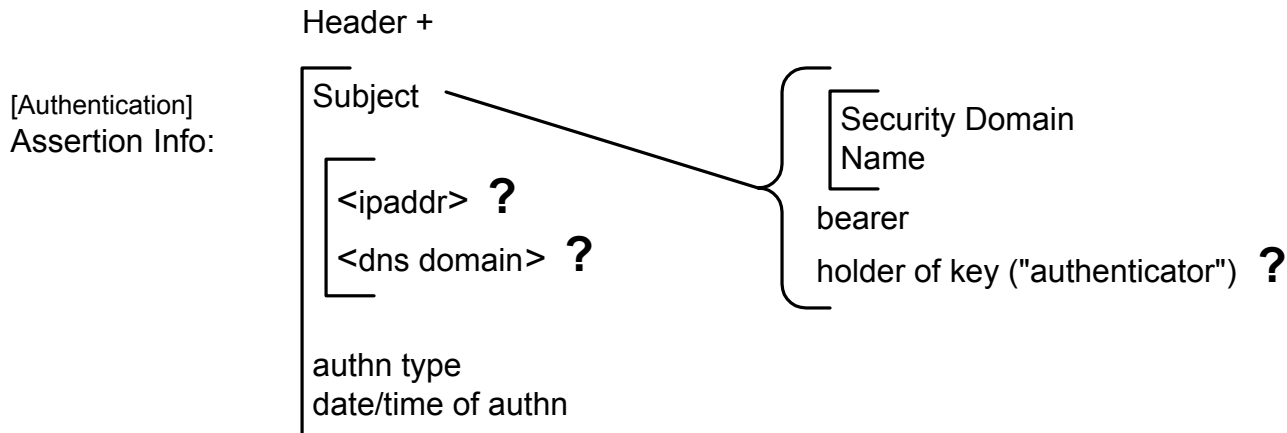 Header +
[Authentication]
Assertion Info:
Subject
<ipaddr> ?
<dns domain> ?
authn type
date/time of authn
Security Domain
Name
bearer
holder of key ("authenticator") ?